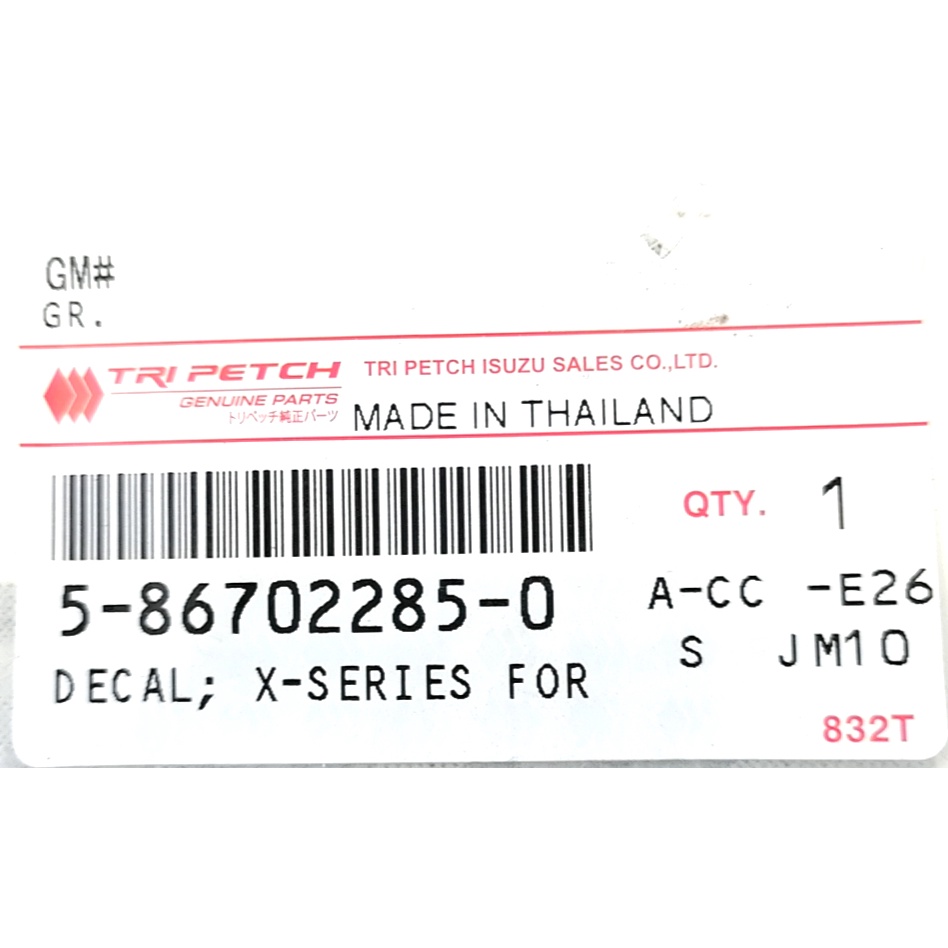 GM#
GR.
TRI PETCH
GENUINE PARTS
トリペッチ純正パーツ
TRI PETCH ISUZU SALES CO.,LTD.
MADE IN THAILAND
QTY. 1
5-86702285-0
A-CC -E26
DECAL; X-SERIES FOR
S JM10
832T